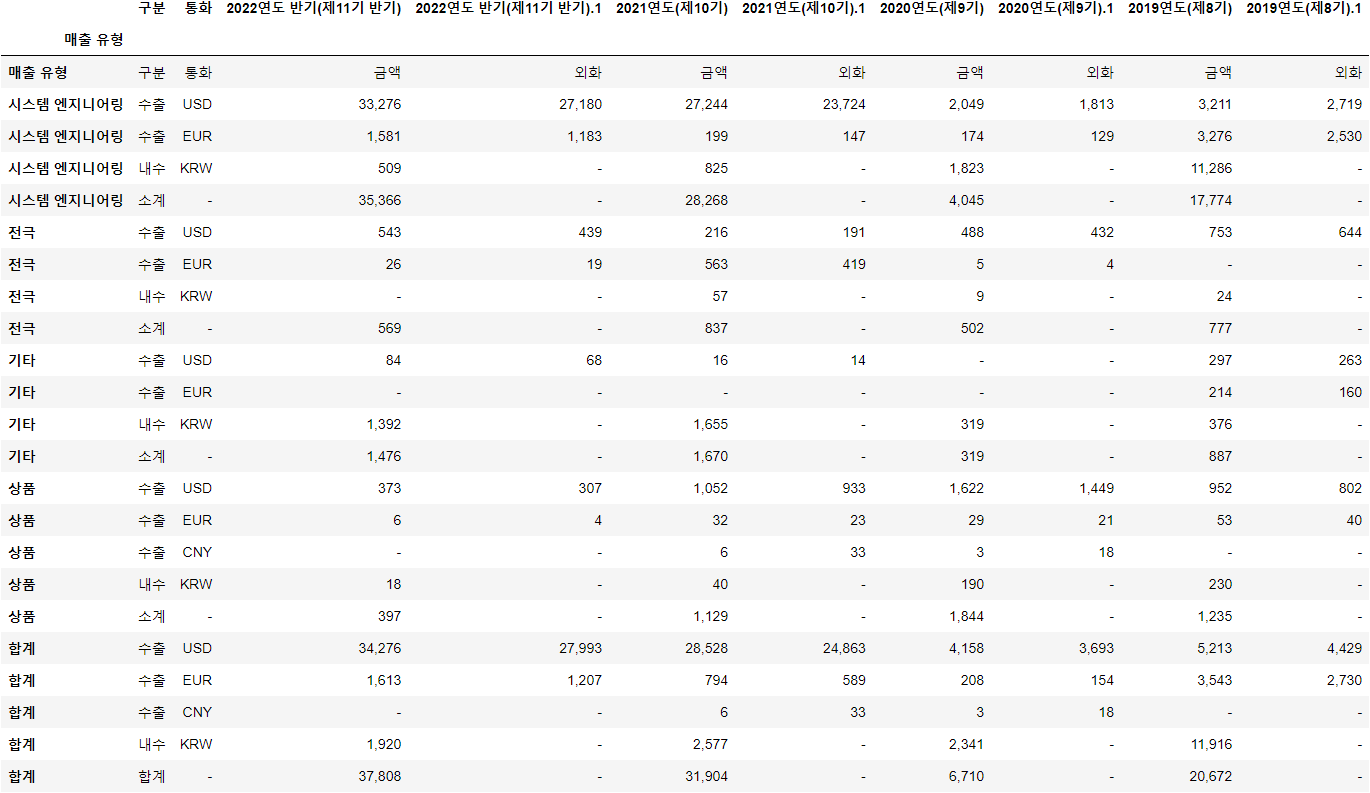 구분 통화 2022연도 반기(제11기 반기) 2022연도 반기(제11기 반기).1 2021연도(제10기) 2021연도(제10기).1 2020연도(제9기) 2020연도(제9기).1 2019연도(제8기) 2019연도(제8기).1
매출 유형
매출 유형 구분 통화 금액 외화 금액 외화 금액 외화 금액 외화
시스템 엔지니어링 수출 USD 33,276 27,180 27,244 23,724 2,049 1,813 3,211 2,719
시스템 엔지니어링 수출 EUR 1,581 1,183 199 147 174 129 3,276 2,530
시스템 엔지니어링 내수 KRW 509 - 825 - 1,823 - 11,286 -
시스템 엔지니어링 소계 - 35,366 - 28,268 - 4,045 - 17,774 -
전극 수출 USD 543 439 216 191 488 432 753 644
전극 수출 EUR 26 19 563 419 5 4 - -
전극 내수 KRW - - 57 - 9 - 24 -
전극 소계 - 569 - 837 - 502 - 777 -
기타 수출 USD 84 68 16 14 - - 297 263
기타 수출 EUR - - - - - - 214 160
기타 내수 KRW 1,392 - 1,655 - 319 - 376 -
기타 소계 - 1,476 - 1,670 - 319 - 887 -
상품 수출 USD 373 307 1,052 933 1,622 1,449 952 802
상품 수출 EUR 6 4 32 23 29 21 53 40
상품 수출 CNY - - 6 33 3 18 - -
상품 내수 KRW 18 - 40 - 190 - 230 -
상품 소계 - 397 - 1,129 - 1,844 - 1,235 -
합계 수출 USD 34,276 27,993 28,528 24,863 4,158 3,693 5,213 4,429
합계 수출 EUR 1,613 1,207 794 589 208 154 3,543 2,730
합계 수출 CNY - - 6 33 3 18 - -
합계 내수 KRW 1,920 - 2,577 - 2,341 - 11,916 -
합계 합계 - 37,808 - 31,904 - 6,710 - 20,672 -